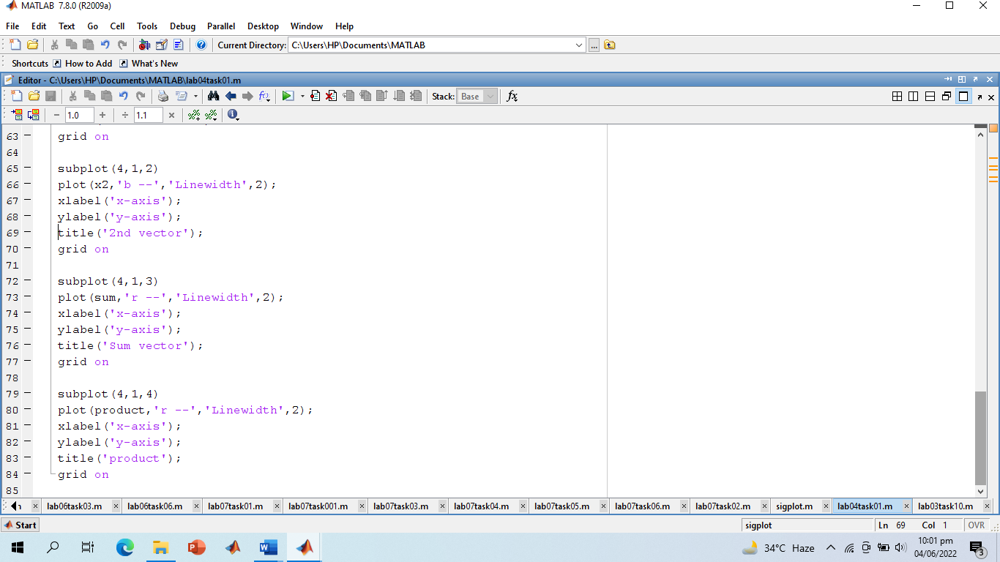 MATLAB 7.8.0 (R2009a)
File Edit Text Go Cell Tools Debug Parallel Desktop Window Help
Current Directory: C:\Users\HP\Documents\MATLAB ...
Shortcuts How to Add What's New
Editor - C:\Users\HP\Documents\MATLAB\lab04task01.m
Stack: Base fx
− 1.0 + ÷ 1.1 ×
63 grid on
64
65 subplot(4,1,2)
66 plot(x2,'b --','Linewidth',2);
67 xlabel('x-axis');
68 ylabel('y-axis');
69 title('2nd vector');
70 grid on
71
72 subplot(4,1,3)
73 plot(sum,'r --','Linewidth',2);
74 xlabel('x-axis');
75 ylabel('y-axis');
76 title('Sum vector');
77 grid on
78
79 subplot(4,1,4)
80 plot(product,'r --','Linewidth',2);
81 xlabel('x-axis');
82 ylabel('y-axis');
83 title('product');
84 grid on
85
lab06task03.m lab06task06.m lab07task01.m lab07task001.m lab07task03.m lab07task04.m lab07task05.m lab07task06.m lab07task02.m sigplot.m lab04task01.m lab03task10.m
Start sigplot Ln 69 Col 1 OVR
34°C Haze 10:01 pm
04/06/2022 3